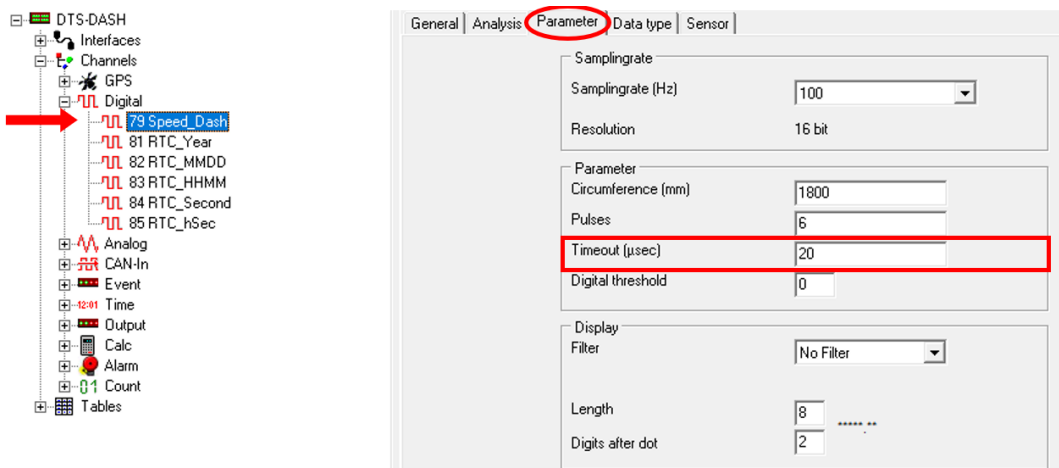 DTS-DASH
Interfaces
Channels
GPS
Digital
79 Speed_Dash
81 RTC_Year
82 RTC_MMDD
83 RTC_HHMM
84 RTC_Second
85 RTC_hSec
Analog
CAN-In
Event
12:01 Time
Output
Calc
Alarm
01 Count
Tables
General Analysis Parameter Data type Sensor
Samplingrate
Samplingrate (Hz) 100
Resolution 16 bit
Parameter
Circumference (mm) 1800
Pulses 6
Timeout (µsec) 20
Digital threshold 0
Display
Filter No Filter
Length 8 *****.**
Digits after dot 2